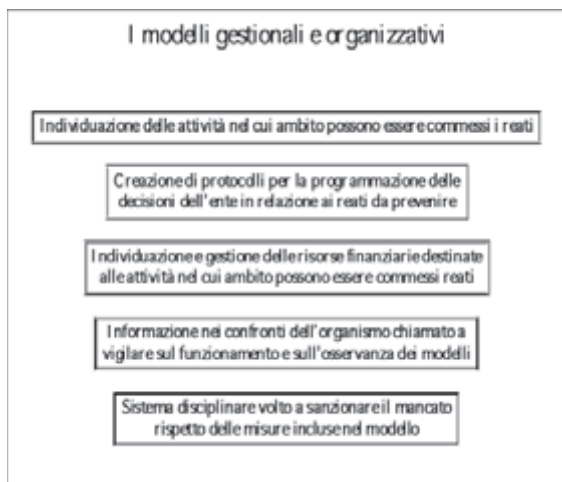 I modelli gestionali e organizzativi
Individuazione delle attività nel cui ambito possono essere commessi i reati
Creazione di protocolli per la programmazione delle
decisioni dell'ente in relazione ai reati da prevenire
Individuazione e gestione delle risorse finanziarie destinate
alle attività nel cui ambito possono essere commessi reati
Informazione nei confronti dell'organismo chiamato a
vigilare sul funzionamento e sull'osservanza dei modelli
Sistema disciplinare volto a sanzionare il mancato
rispetto delle misure incluse nel modello